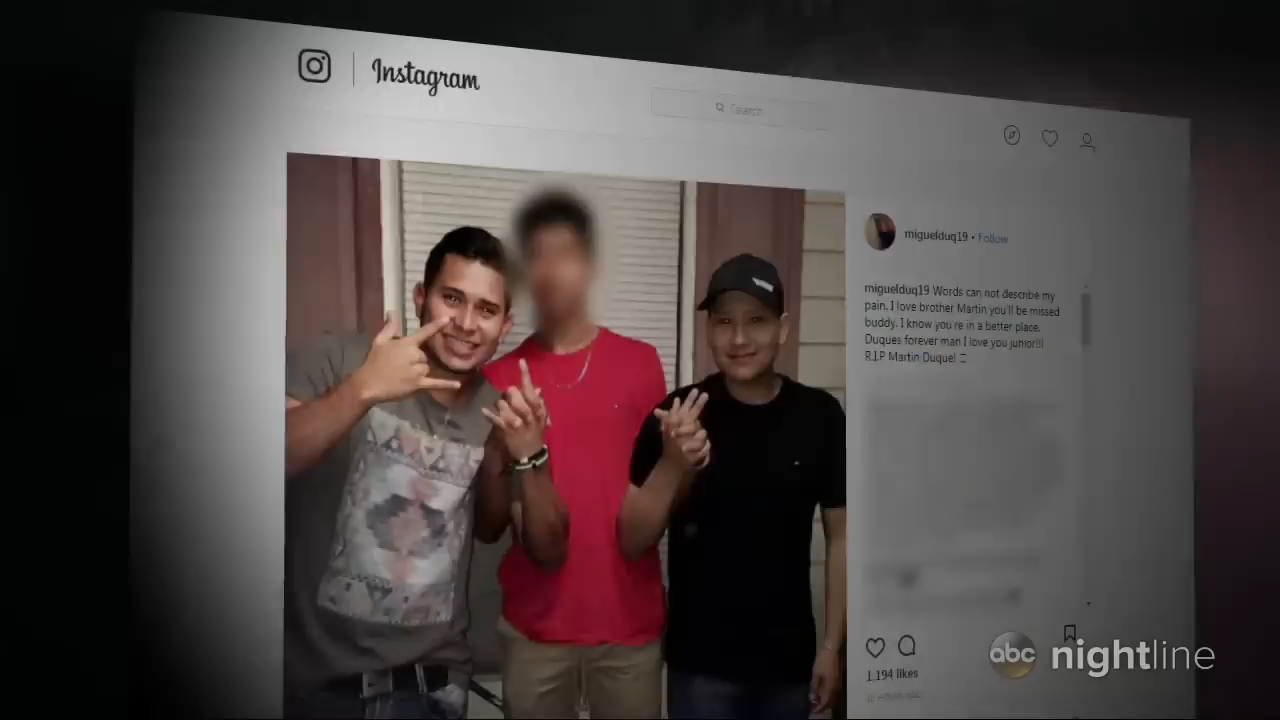 Instagram
Search
miguelduq19 • Follow
miguelduq19 Words can not describe my
pain. I love brother Martin you'll be missed
buddy. I know you're in a better place.
Duques forever man I love you junior!!!
R.I.P Martin Duque!
1,194 likes
abc nightline